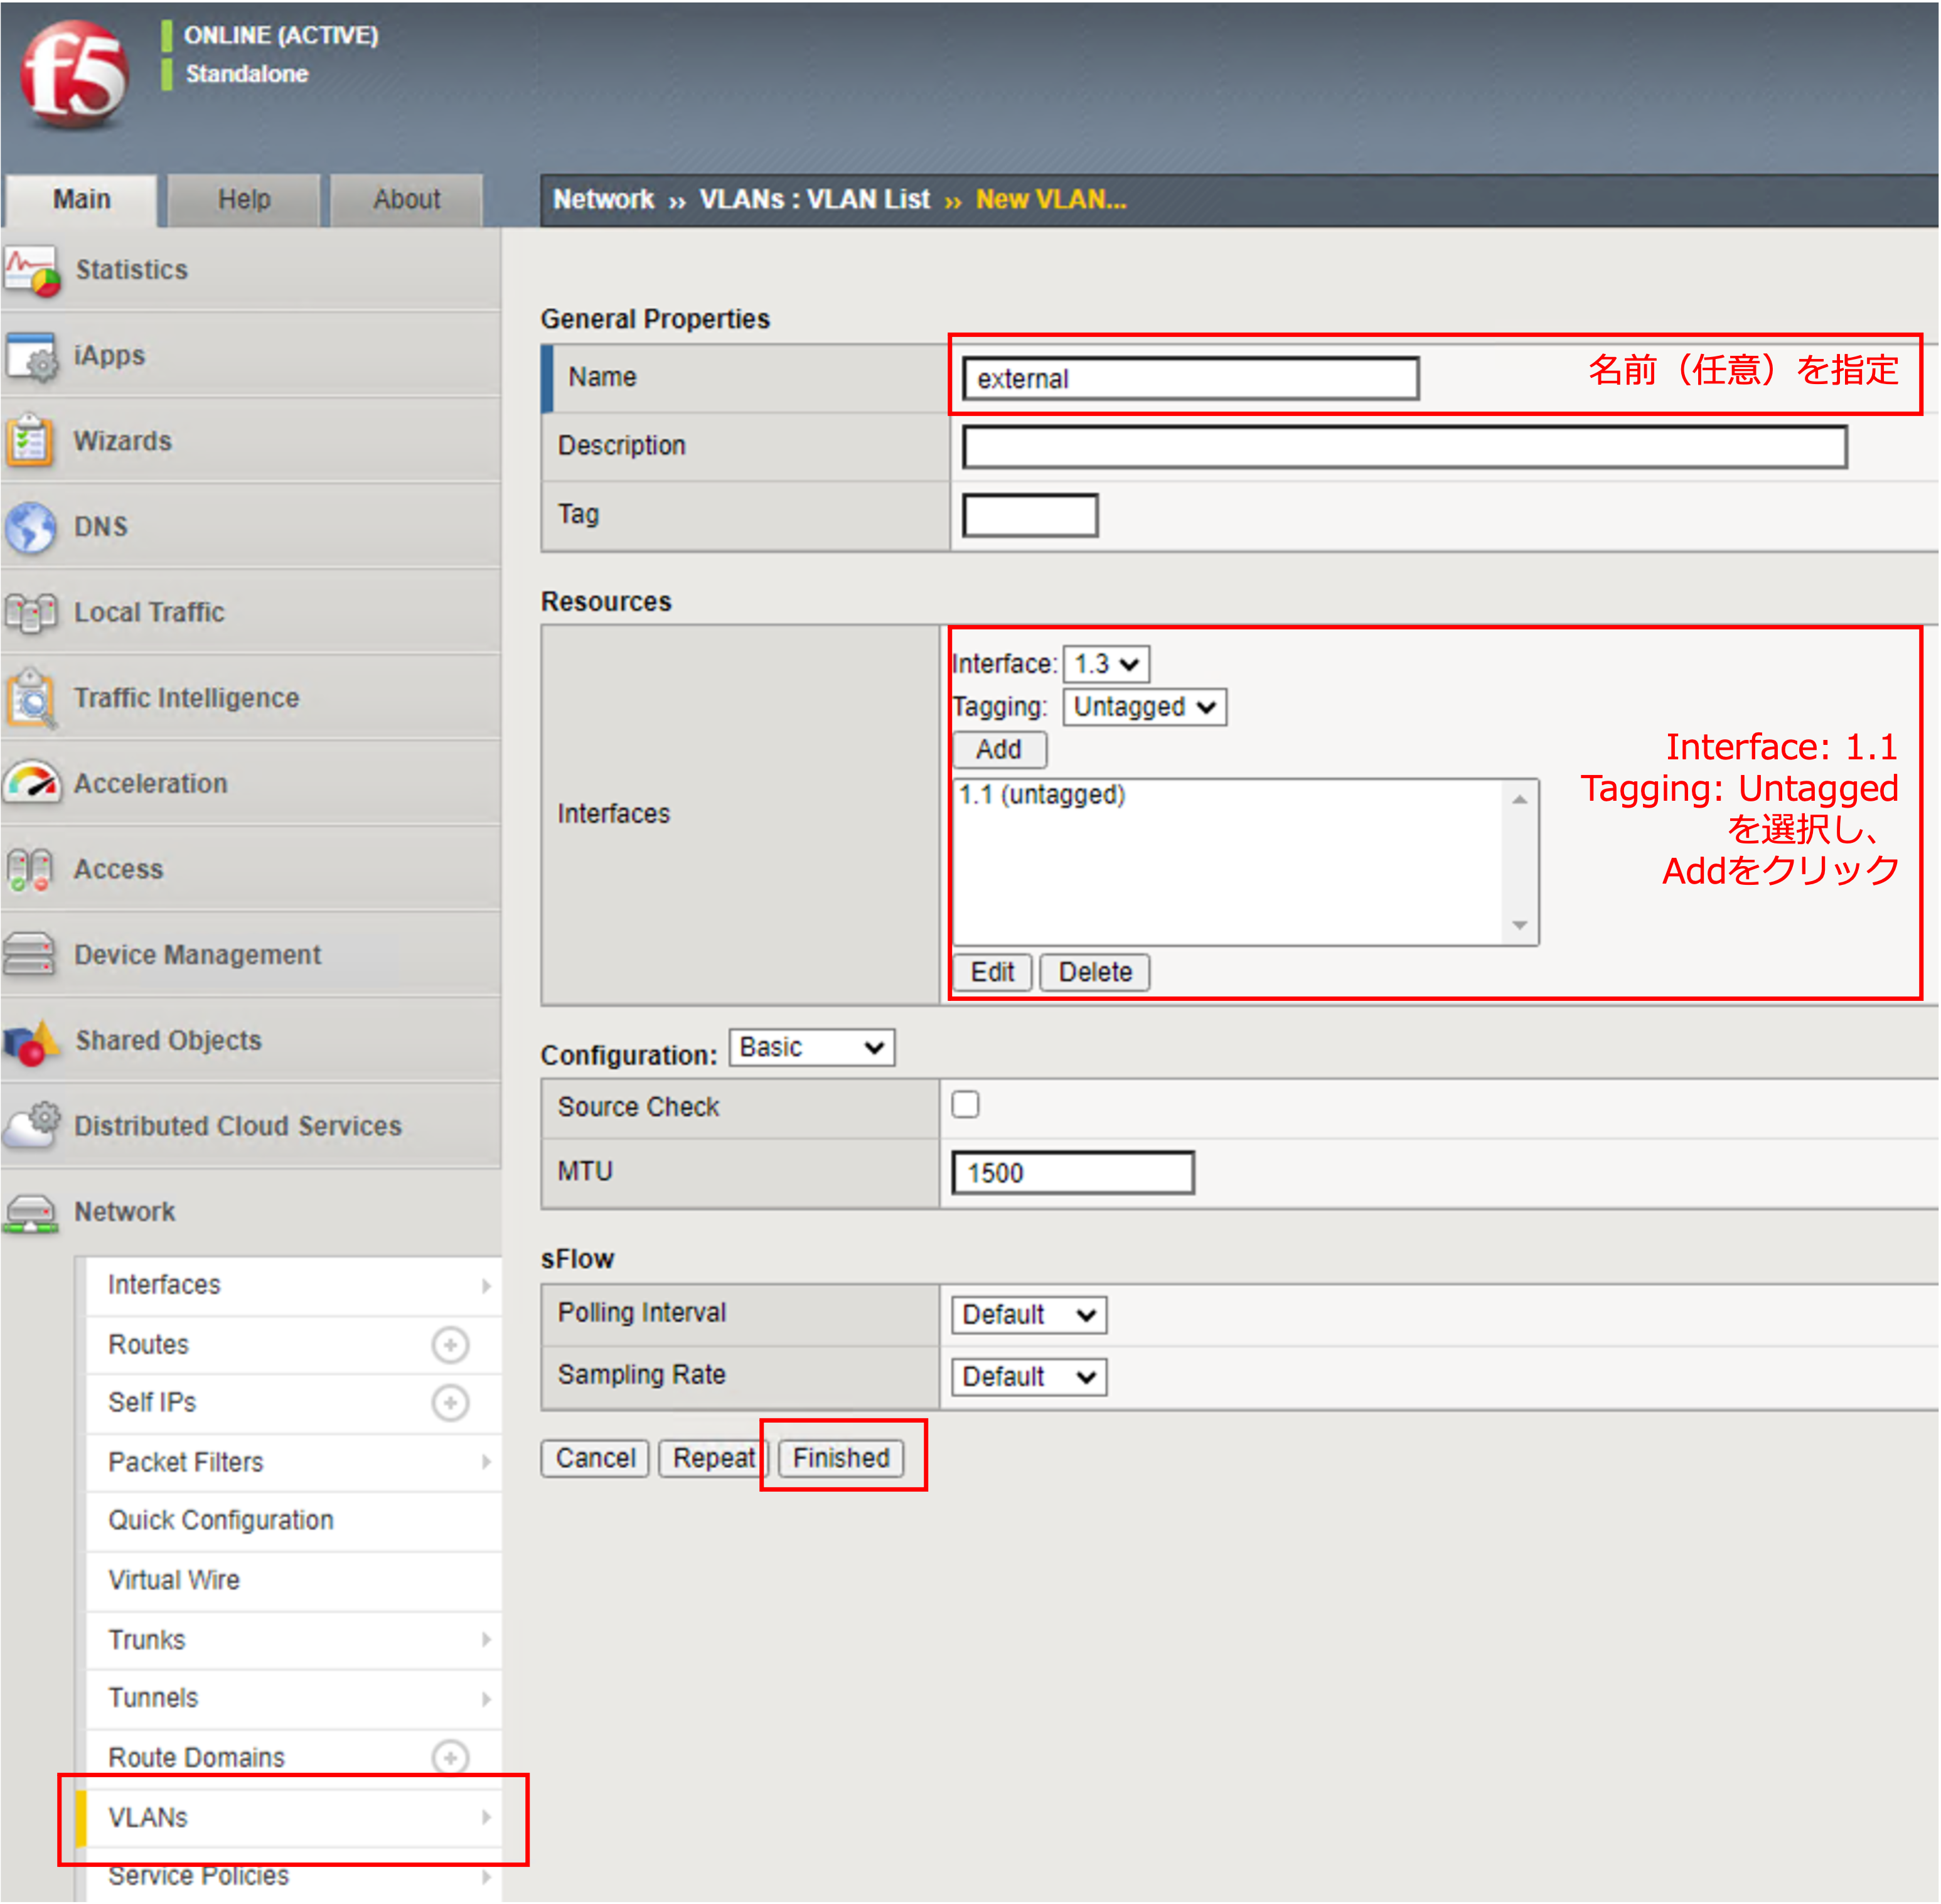 f5
ONLINE (ACTIVE)
Standalone
Main
Help
About
Network ›› VLANs : VLAN List ›› New VLAN...
Statistics
iApps
Wizards
DNS
Local Traffic
Traffic Intelligence
Acceleration
Access
Device Management
Shared Objects
Distributed Cloud Services
Network
Interfaces
Routes
Self IPs
Packet Filters
Quick Configuration
Virtual Wire
Trunks
Tunnels
Route Domains
VLANs
Service Policies
General Properties
Name
external
名前（任意）を指定
Description
Tag
Resources
Interfaces
Interface: 1.3
Tagging: Untagged
Add
1.1 (untagged)
Edit
Delete
Interface: 1.1
Tagging: Untagged
を選択し、
Addをクリック
Configuration: Basic
Source Check
MTU
1500
sFlow
Polling Interval
Default
Sampling Rate
Default
Cancel
Repeat
Finished